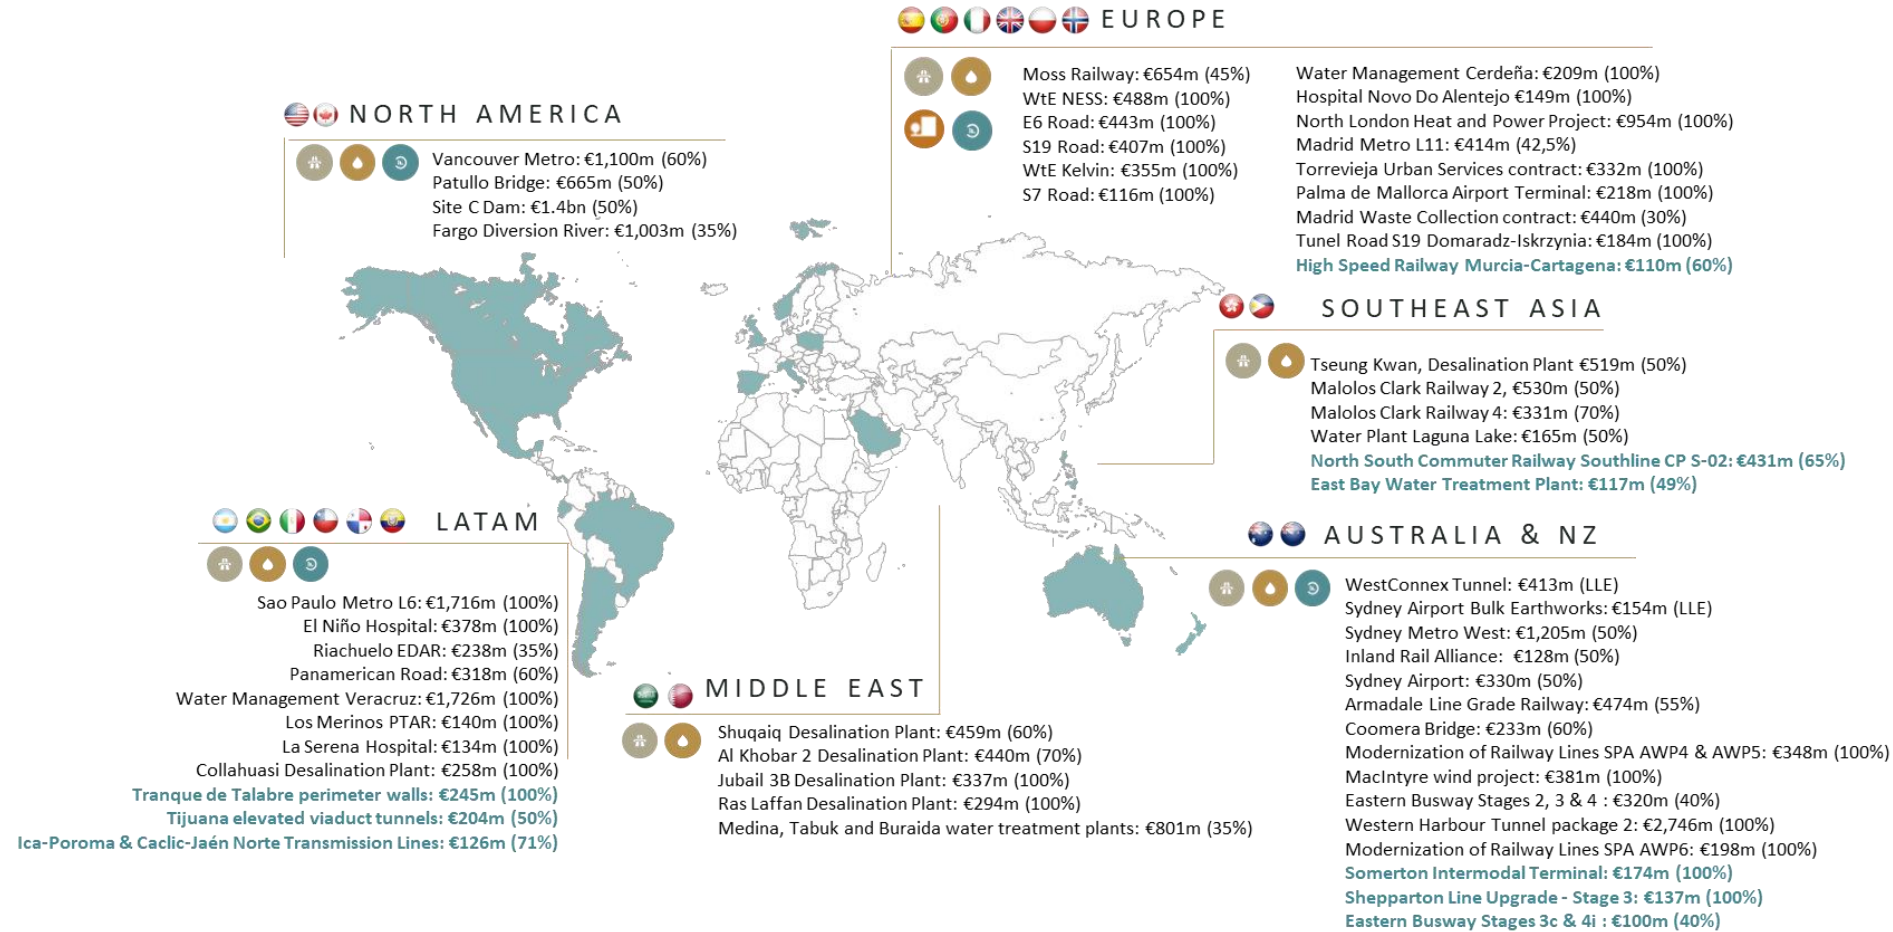 EUROPE
Moss Railway: €654m (45%)
WtE NESS: €488m (100%)
E6 Road: €443m (100%)
S19 Road: €407m (100%)
WtE Kelvin: €355m (100%)
S7 Road: €116m (100%)
Water Management Cerdeña: €209m (100%)
Hospital Novo Do Alentejo €149m (100%)
North London Heat and Power Project: €954m (100%)
Madrid Metro L11: €414m (42,5%)
Torrevieja Urban Services contract: €332m (100%)
Palma de Mallorca Airport Terminal: €218m (100%)
Madrid Waste Collection contract: €440m (30%)
Tunel Road S19 Domaradz-Iskrzynia: €184m (100%)
High Speed Railway Murcia-Cartagena: €110m (60%)
NORTH AMERICA
Vancouver Metro: €1,100m (60%)
Patullo Bridge: €665m (50%)
Site C Dam: €1.4bn (50%)
Fargo Diversion River: €1,003m (35%)
SOUTHEAST ASIA
Tseung Kwan, Desalination Plant €519m (50%)
Malolos Clark Railway 2, €530m (50%)
Malolos Clark Railway 4: €331m (70%)
Water Plant Laguna Lake: €165m (50%)
North South Commuter Railway Southline CP S-02: €431m (65%)
East Bay Water Treatment Plant: €117m (49%)
LATAM
Sao Paulo Metro L6: €1,716m (100%)
El Niño Hospital: €378m (100%)
Riachuelo EDAR: €238m (35%)
Panamerican Road: €318m (60%)
Water Management Veracruz: €1,726m (100%)
Los Merinos PTAR: €140m (100%)
La Serena Hospital: €134m (100%)
Collahuasi Desalination Plant: €258m (100%)
Tranque de Talabre perimeter walls: €245m (100%)
Tijuana elevated viaduct tunnels: €204m (50%)
Ica-Poroma & Caclic-Jaén Norte Transmission Lines: €126m (71%)
MIDDLE EAST
Shuqaiq Desalination Plant: €459m (60%)
Al Khobar 2 Desalination Plant: €440m (70%)
Jubail 3B Desalination Plant: €337m (100%)
Ras Laffan Desalination Plant: €294m (100%)
Medina, Tabuk and Buraida water treatment plants: €801m (35%)
AUSTRALIA & NZ
WestConnex Tunnel: €413m (LLE)
Sydney Airport Bulk Earthworks: €154m (LLE)
Sydney Metro West: €1,205m (50%)
Inland Rail Alliance: €128m (50%)
Sydney Airport: €330m (50%)
Armadale Line Grade Railway: €474m (55%)
Coomera Bridge: €233m (60%)
Modernization of Railway Lines SPA AWP4 & AWP5: €348m (100%)
MacIntyre wind project: €381m (100%)
Eastern Busway Stages 2, 3 & 4 : €320m (40%)
Western Harbour Tunnel package 2: €2,746m (100%)
Modernization of Railway Lines SPA AWP6: €198m (100%)
Somerton Intermodal Terminal: €174m (100%)
Shepparton Line Upgrade - Stage 3: €137m (100%)
Eastern Busway Stages 3c & 4i : €100m (40%)